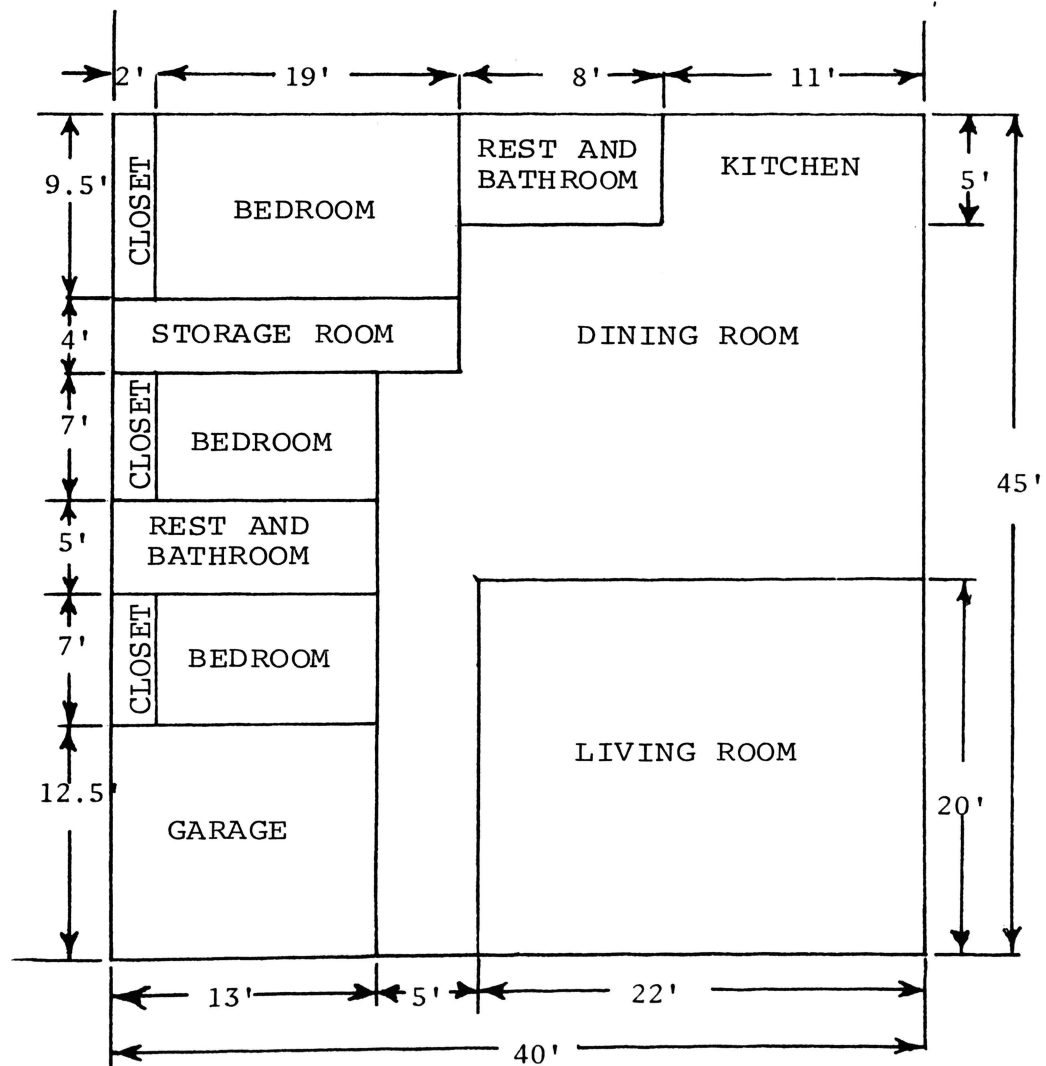 2' 19' 8' 11'
9.5'
CLOSET
BEDROOM
REST AND
BATHROOM
KITCHEN
5'
4'
STORAGE ROOM
DINING ROOM
7'
CLOSET
BEDROOM
45'
5'
REST AND
BATHROOM
7'
CLOSET
BEDROOM
LIVING ROOM
12.5'
GARAGE
20'
13' 5' 22'
40'